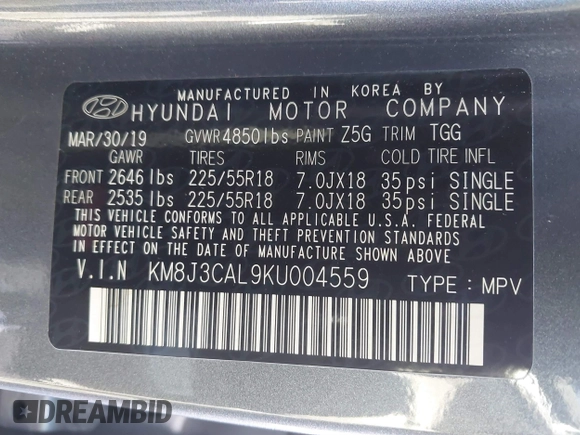 MANUFACTURED IN KOREA BY
HYUNDAI MOTOR COMPANY
MAR/30/19 GVWR 4850lbs PAINT Z5G TRIM TGG
GAWR TIRES RIMS COLD TIRE INFL
FRONT 2646 lbs 225/55R18 7.0JX18 35psi SINGLE
REAR 2535 lbs 225/55R18 7.0JX18 35psi SINGLE
THIS VEHICLE CONFORMS TO ALL APPLICABLE U.S.A. FEDERAL
MOTOR VEHICLE SAFETY AND THEFT PREVENTION STANDARDS
IN EFFECT ON THE DATE OF MANUFACTURE SHOWN ABOVE
V.I.N KM8J3CAL9KU004559 TYPE : MPV
DREAMBID